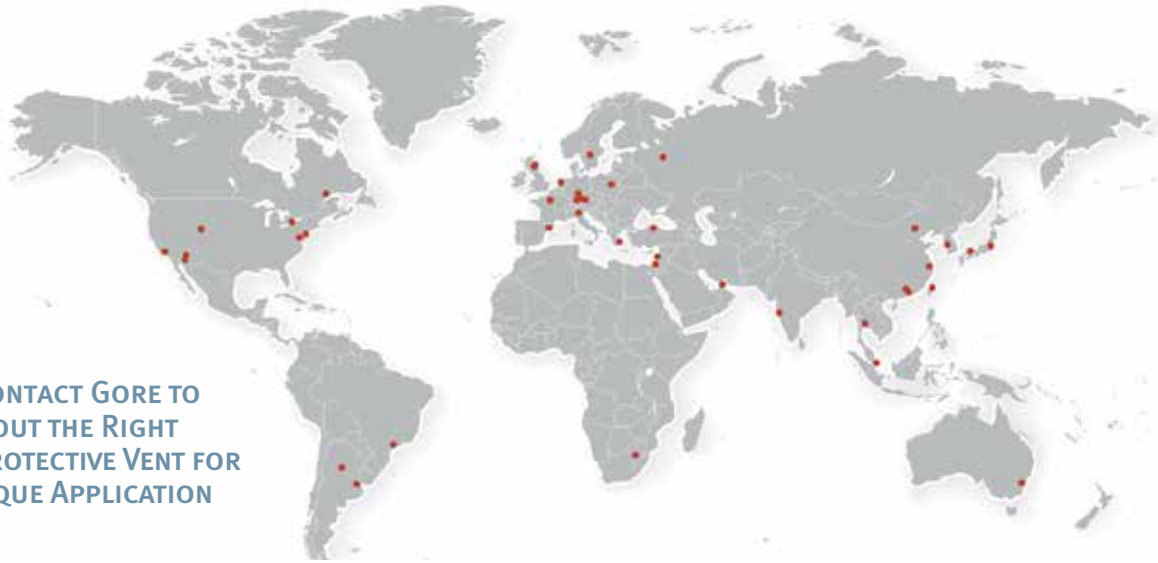 ONTACT GORE TO
OUT THE RIGHT
ROTECTIVE VENT FOR
QUE APPLICATION